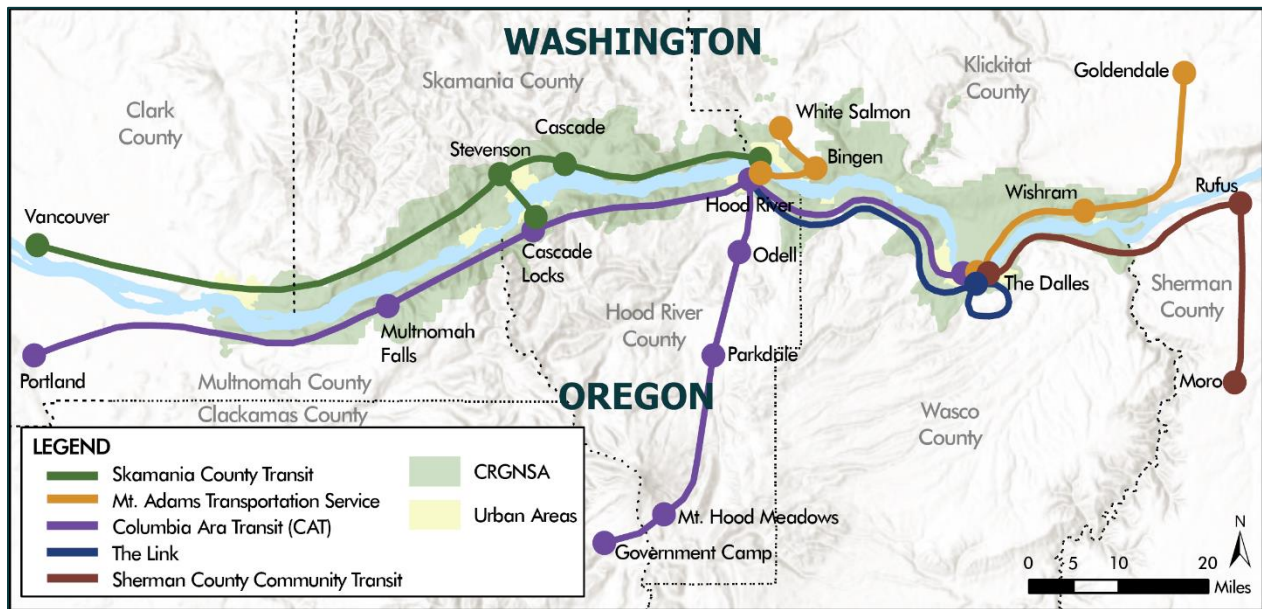 WASHINGTON
Skamania County
Clark
County
Klickitat
County
Goldendale
White Salmon
Cascade
Stevenson
Bingen
Wishram
Rufus
Vancouver
Hood River
Cascade
Locks
Odell
The Dalles
Sherman
County
Multnomah
Falls
Hood River
County
Parkdale
Portland
Multnomah County
Clackamas County
OREGON
Moro
Wasco
County
Mt. Hood Meadows
Government Camp
LEGEND
Skamania County Transit
Mt. Adams Transportation Service
Columbia Ara Transit (CAT)
The Link
Sherman County Community Transit
CRGNSA
Urban Areas
N
0 5 10 20
Miles